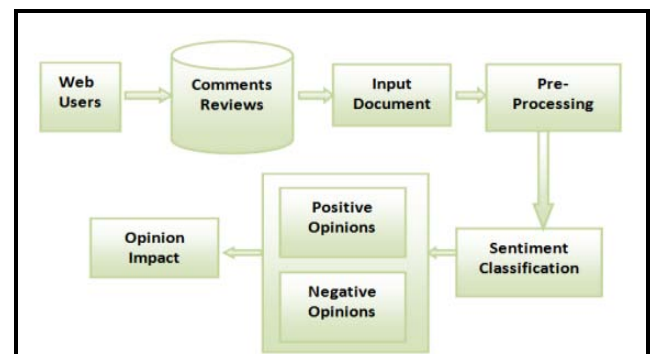 Web
Users
Comments
Reviews
Input
Document
Pre-
Processing
Sentiment
Classification
Positive
Opinions
Negative
Opinions
Opinion
Impact